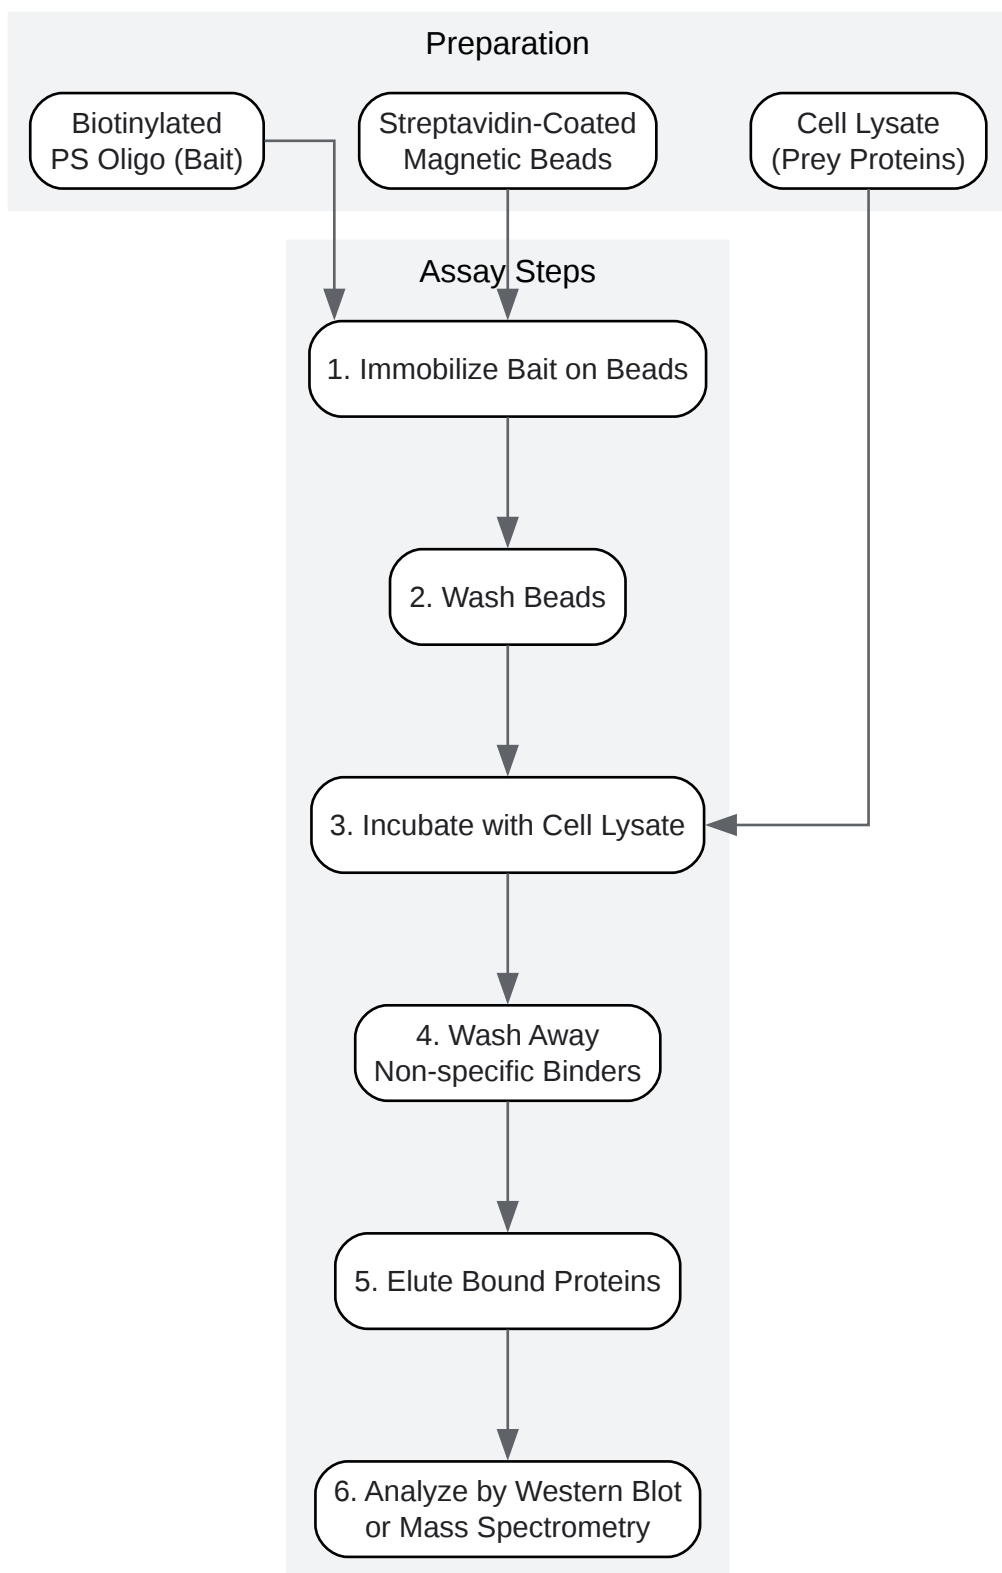 Preparation
Biotinylated
PS Oligo (Bait)
Streptavidin-Coated
Magnetic Beads
Cell Lysate
(Prey Proteins)
Assay Steps
1. Immobilize Bait on Beads
2. Wash Beads
3. Incubate with Cell Lysate
4. Wash Away
Non-specific Binders
5. Elute Bound Proteins
6. Analyze by Western Blot
or Mass Spectrometry